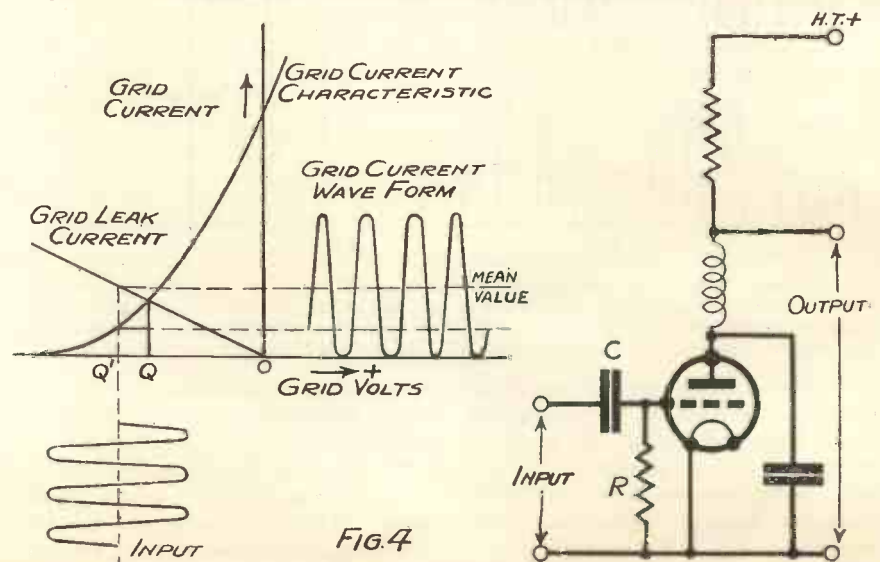 GRID
CURRENT
GRID CURRENT
CHARACTERISTIC
GRID CURRENT
WAVE FORM
GRID LEAK
CURRENT
MEAN
VALUE
Q'
Q
O
GRID VOLTS
+
INPUT
FIG.4
H.T.+
OUTPUT
C
INPUT
R